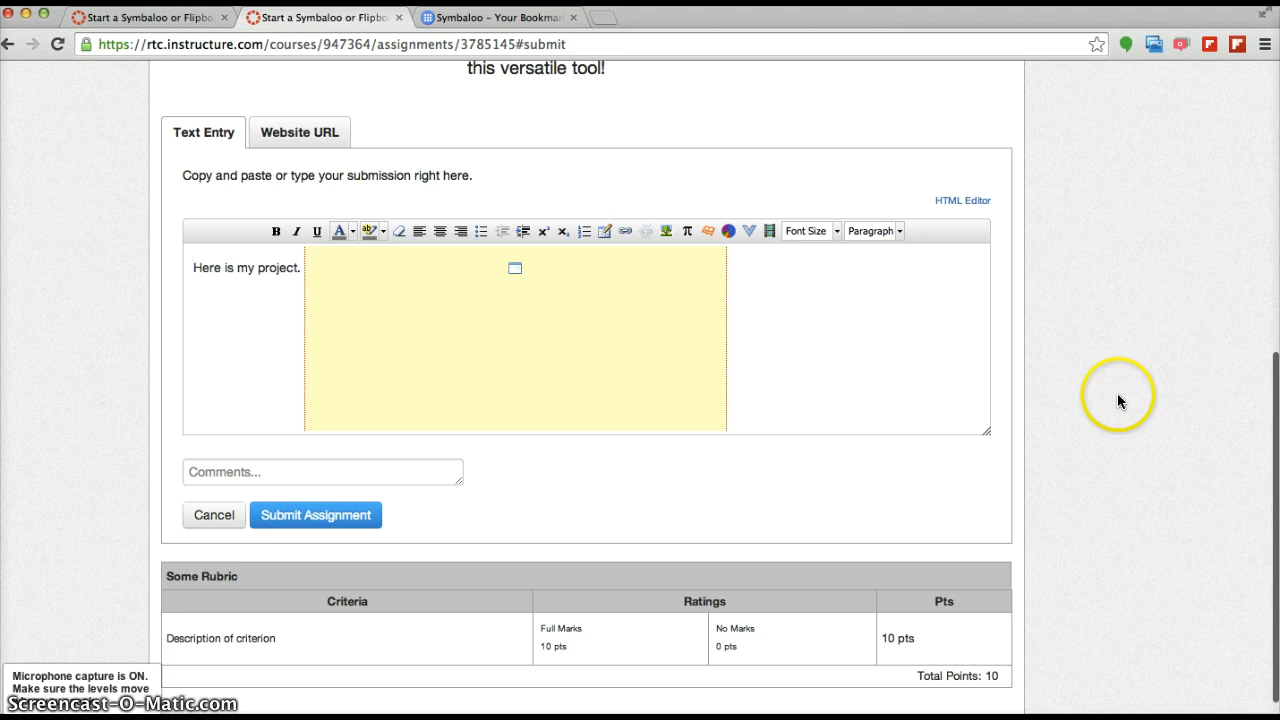 Start a Symbaloo or Flipbo
Start a Symbaloo or Flipbo
Symbaloo - Your Bookmar
https://rtc.instructure.com/courses/947364/assignments/3785145#submit
this versatile tool!
Text Entry
Website URL
Copy and paste or type your submission right here.
HTML Editor
B I U A ab Font Size Paragraph
Here is my project.
Comments...
Cancel
Submit Assignment
Some Rubric
Criteria Ratings Pts
Description of criterion
Full Marks
10 pts
No Marks
0 pts
10 pts
Total Points: 10
Microphone capture is ON.
Make sure the levels move
Screencast-O-Matic.com